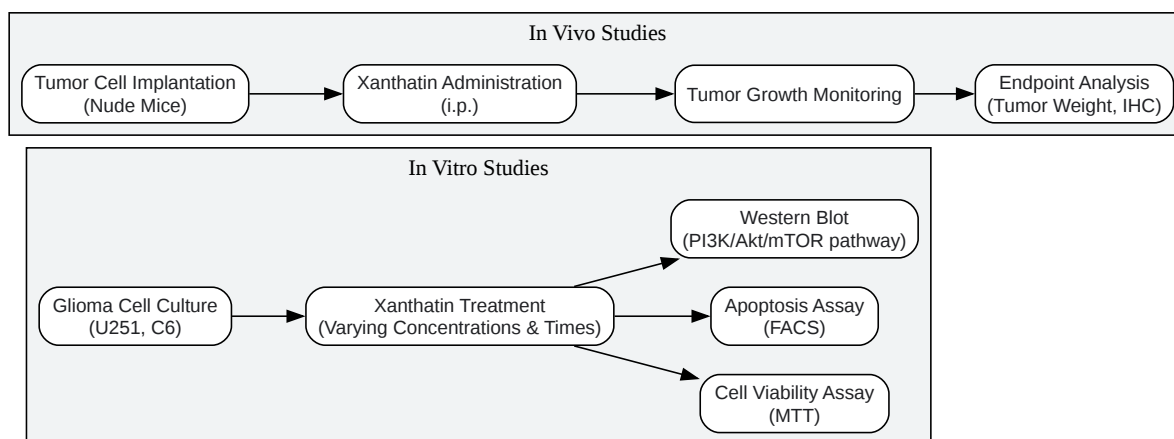 In Vivo Studies
Tumor Cell Implantation
(Nude Mice)
Xanthatin Administration
(i.p.)
Tumor Growth Monitoring
Endpoint Analysis
(Tumor Weight, IHC)
In Vitro Studies
Glioma Cell Culture
(U251, C6)
Xanthatin Treatment
(Varying Concentrations & Times)
Western Blot
(PI3K/Akt/mTOR pathway)
Apoptosis Assay
(FACS)
Cell Viability Assay
(MTT)